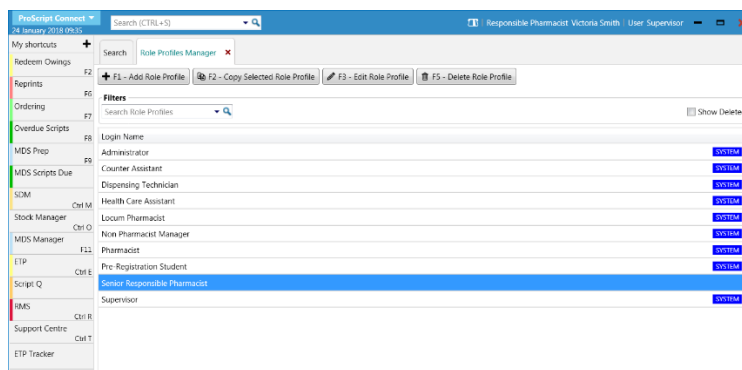 ProScript Connect
Search (CTRL+S)
Responsible Pharmacist Victoria Smith | User Supervisor
24 January 2018 09:35
My shortcuts
Search
Role Profiles Manager
Redeem Owings
F2
F1 - Add Role Profile
F2 - Copy Selected Role Profile
F3 - Edit Role Profile
F5 - Delete Role Profile
Reprints
F6
Filters
Ordering
F7
Search Role Profiles
Show Delete
Overdue Scripts
F8
Login Name
MDS Prep
F9
Administrator SYSTEM
Counter Assistant SYSTEM
MDS Scripts Due
Dispensing Technician SYSTEM
SDM
Ctrl M
Health Care Assistant SYSTEM
Stock Manager
Ctrl O
Locum Pharmacist SYSTEM
Non Pharmacist Manager SYSTEM
MDS Manager
F11
Pharmacist SYSTEM
ETP
Ctrl E
Pre-Registration Student SYSTEM
Script Q
Senior Responsible Pharmacist
Supervisor SYSTEM
RMS
Ctrl R
Support Centre
Ctrl T
ETP Tracker